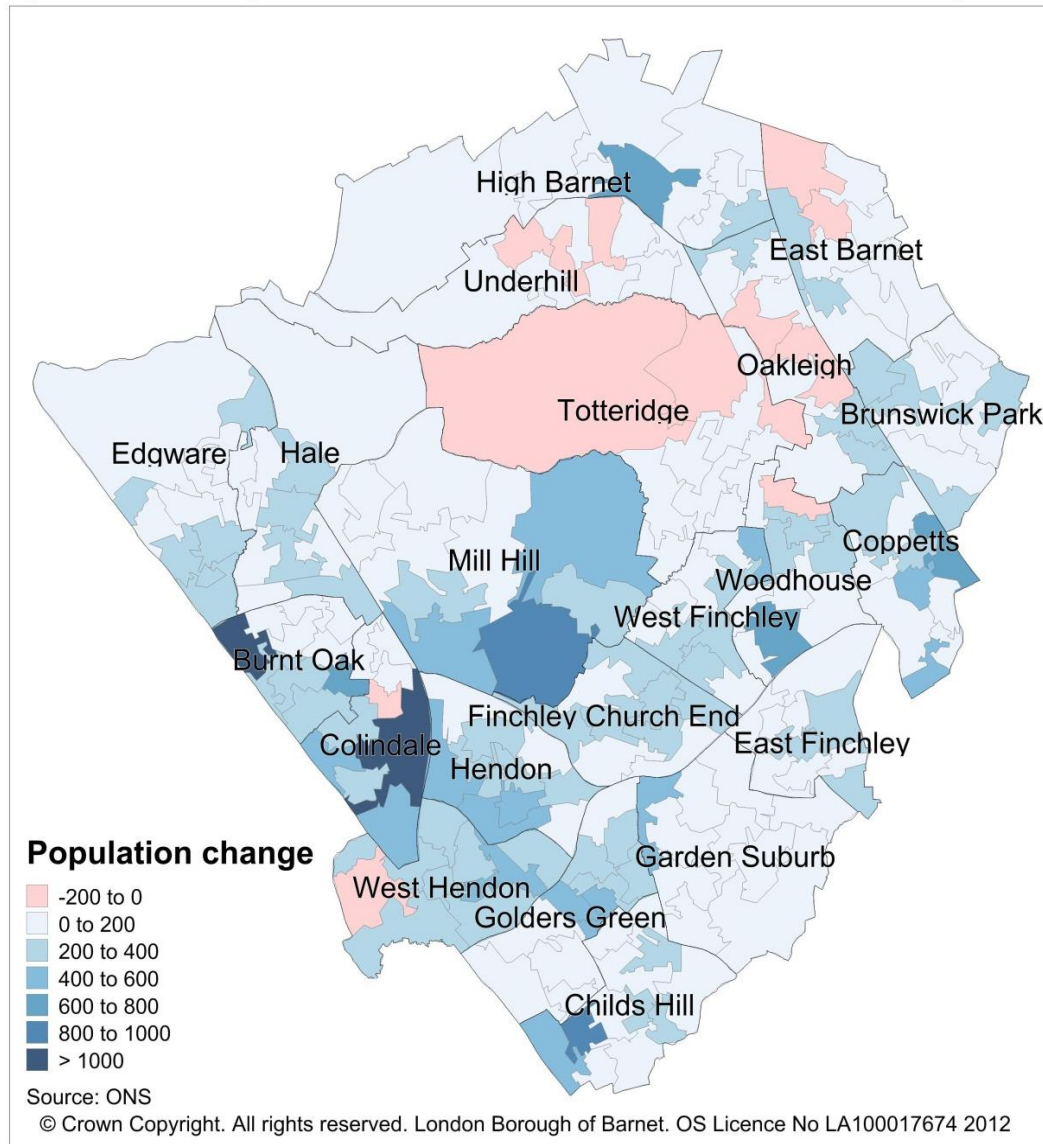 High Barnet
East Barnet
Underhill
Oakleigh
Totteridge
Brunswick Park
Edgware
Hale
Mill Hill
Coppetts
Woodhouse
West Finchley
Burnt Oak
Finchley Church End
Colindale
East Finchley
Hendon
Garden Suburb
West Hendon
Golders Green
Childs Hill
Population change
-200 to 0
0 to 200
200 to 400
400 to 600
600 to 800
800 to 1000
> 1000
Source: ONS
© Crown Copyright. All rights reserved. London Borough of Barnet. OS Licence No LA100017674 2012